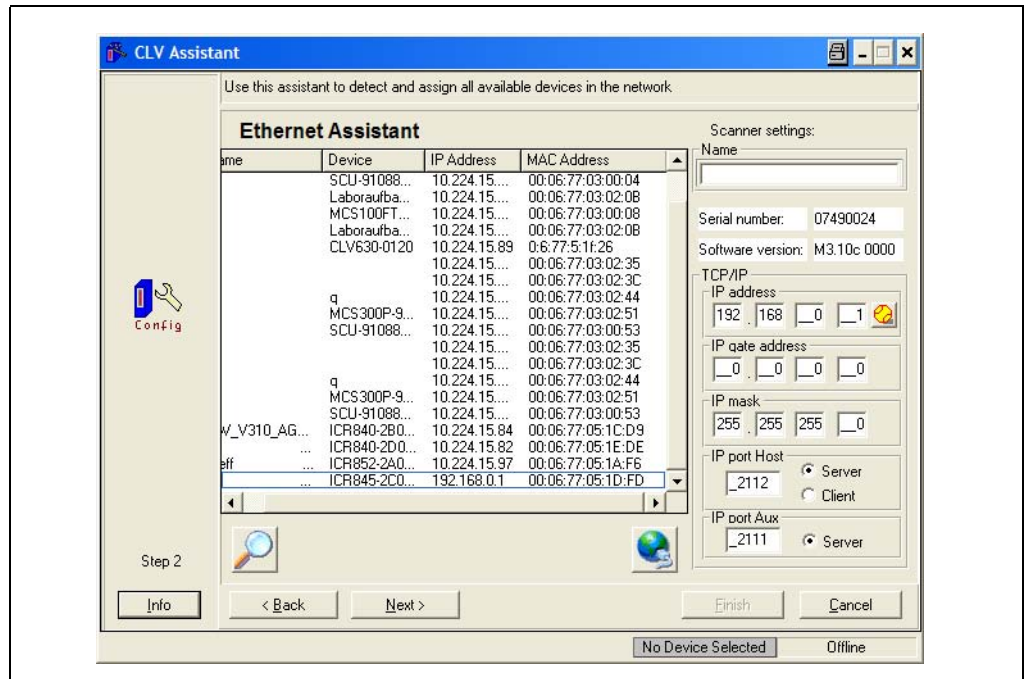 CLV Assistant
Use this assistant to detect and assign all available devices in the network
Ethernet Assistant
Scanner settings:
ame Device IP Address MAC Address
SCU-91088... 10.224.15.... 00:06:77:03:00:04
Laboraufba... 10.224.15.... 00:06:77:03:02:0B
MCS100FT... 10.224.15.... 00:06:77:03:00:08
Laboraufba... 10.224.15.... 00:06:77:03:02:0B
CLV630-0120 10.224.15.89 0:6:77:5:1f:26
10.224.15.... 00:06:77:03:02:35
10.224.15.... 00:06:77:03:02:3C
q 10.224.15.... 00:06:77:03:02:44
MCS300P-9... 10.224.15.... 00:06:77:03:02:51
SCU-91088... 10.224.15.... 00:06:77:03:00:53
10.224.15.... 00:06:77:03:02:35
10.224.15.... 00:06:77:03:02:3C
q 10.224.15.... 00:06:77:03:02:44
MCS300P-9... 10.224.15.... 00:06:77:03:02:51
SCU-91088... 10.224.15.... 00:06:77:03:00:53
V_V310_AG... ICR840-2B0... 10.224.15.84 00:06:77:05:1C:D9
... ICR840-2D0... 10.224.15.82 00:06:77:05:1E:DE
eff ... ICR852-2A0... 10.224.15.97 00:06:77:05:1A:F6
... ICR845-2C0... 192.168.0.1 00:06:77:05:1D:FD
Name
Serial number: 07490024
Software version: M3.10c 0000
TCP/IP
IP address
192 . 168 __0 __1
IP gate address
__0 . __0 __0 __0
IP mask
255 . 255 255 __0
IP port Host
_2112 Server
Client
IP port Aux
_2111 Server
Config
Step 2
Info < Back Next > Finish Cancel
No Device Selected Offline